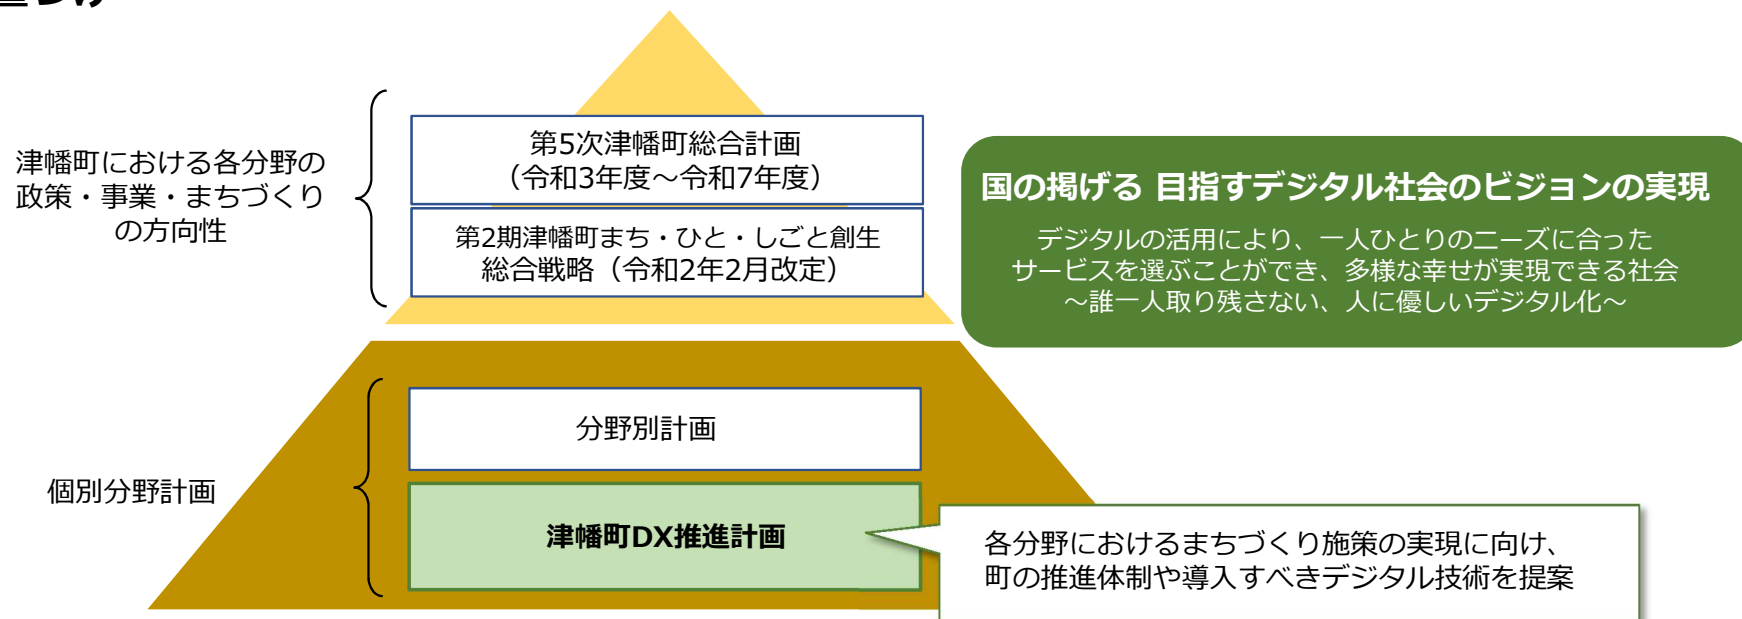 津幡町における各分野の
政策・事業・まちづくり
の方向性
第5次津幡町総合計画
（令和3年度～令和7年度）
第2期津幡町まち・ひと・しごと創生
総合戦略（令和2年2月改定）
国の掲げる 目指すデジタル社会のビジョンの実現
デジタルの活用により、一人ひとりのニーズに合った
サービスを選ぶことができ、多様な幸せが実現できる社会
～誰一人取り残さない、人に優しいデジタル化～
個別分野計画
分野別計画
津幡町DX推進計画
各分野におけるまちづくり施策の実現に向け、
町の推進体制や導入すべきデジタル技術を提案